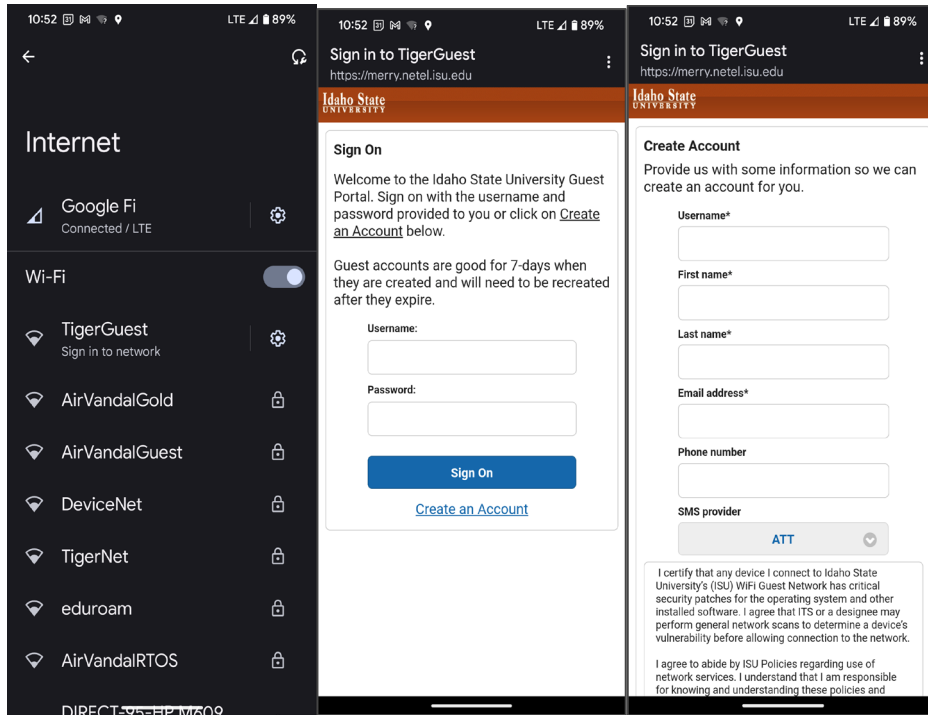 10:52 31 LTE 89%
Internet
Google Fi
Connected / LTE
Wi-Fi
TigerGuest
Sign in to network
AirVandalGold
AirVandalGuest
DeviceNet
TigerNet
eduroam
AirVandalRTOS
DIRECT-95-HP M609
10:52 31 LTE 89%
Sign in to TigerGuest
https://merry.netel.isu.edu
Idaho State
UNIVERSITY
Sign On
Welcome to the Idaho State University Guest
Portal. Sign on with the username and
password provided to you or click on Create
an Account below.
Guest accounts are good for 7-days when
they are created and will need to be recreated
after they expire.
Username:
Password:
Sign On
Create an Account
10:52 31 LTE 89%
Sign in to TigerGuest
https://merry.netel.isu.edu
Idaho State
UNIVERSITY
Create Account
Provide us with some information so we can
create an account for you.
Username*
First name*
Last name*
Email address*
Phone number
SMS provider
ATT
I certify that any device I connect to Idaho State
University's (ISU) WiFi Guest Network has critical
security patches for the operating system and other
installed software. I agree that ITS or a designee may
perform general network scans to determine a device's
vulnerability before allowing connection to the network.
I agree to abide by ISU Policies regarding use of
network services. I understand that I am responsible
for knowing and understanding these policies and